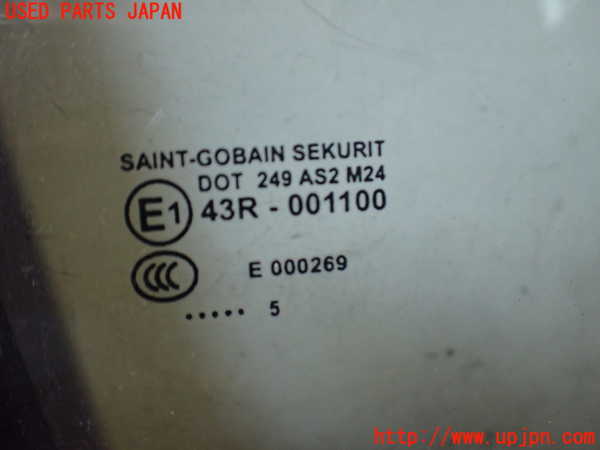 USED PARTS JAPAN
SAINT-GOBAIN SEKURIT
DOT 249 AS2 M24
E1 43R - 001100
CCC E 000269
..... 5
http://www.upjpn.com/